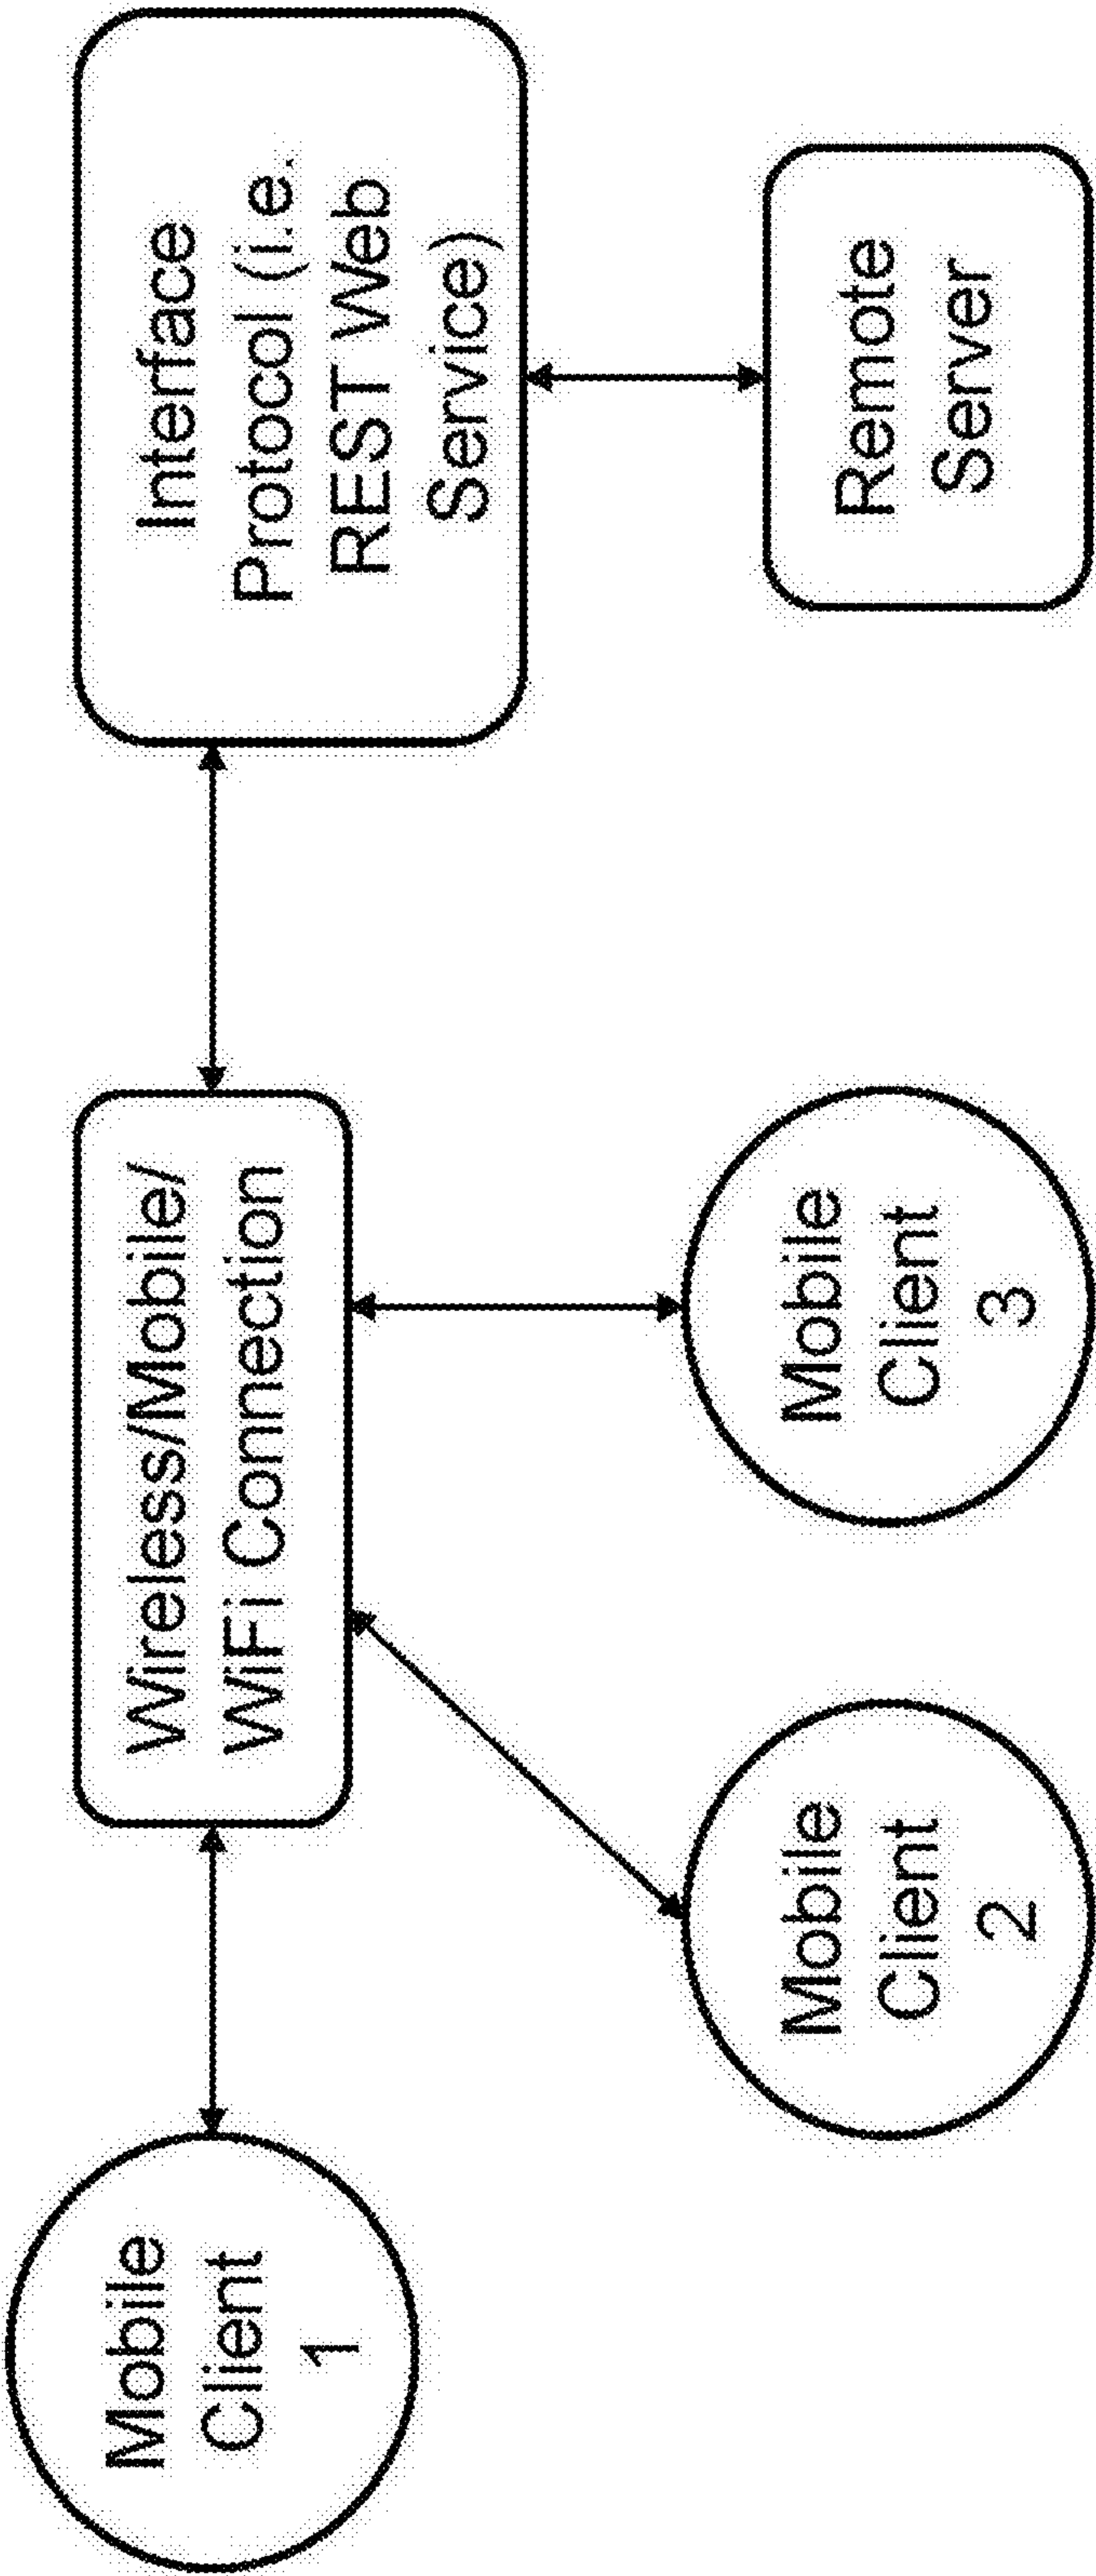 Mobile
Client
1
Wireless/Mobile/
WiFi Connection
Interface
Protocol (i.e.
REST Web
Service)
Mobile
Client
2
Mobile
Client
3
Remote
Server